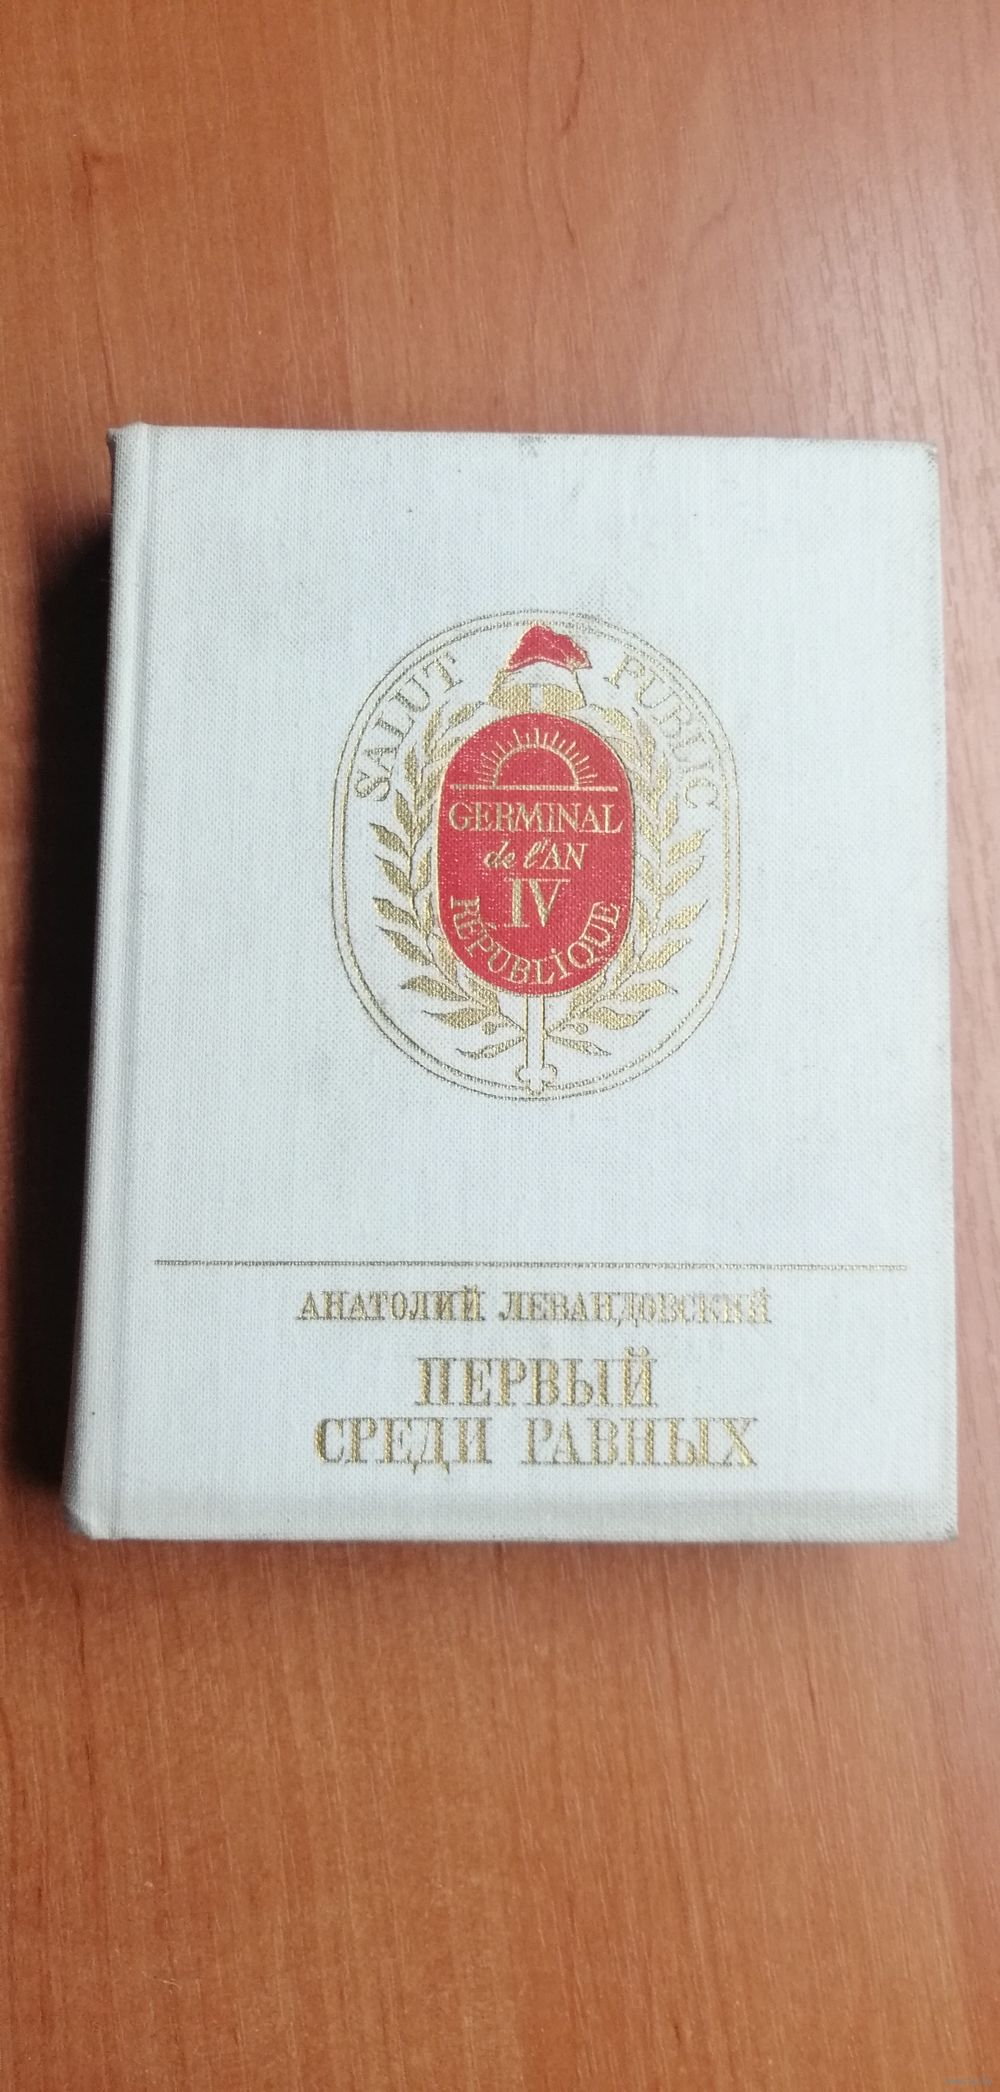 SALUT PUBLIC
GERMINAL
de l'AN
IV
RÉPUBLIQUE
АНАТОЛИЙ ЛЕВАНДОВСКИЙ
ПЕРВЫЙ
СРЕДИ РАВНЫХ